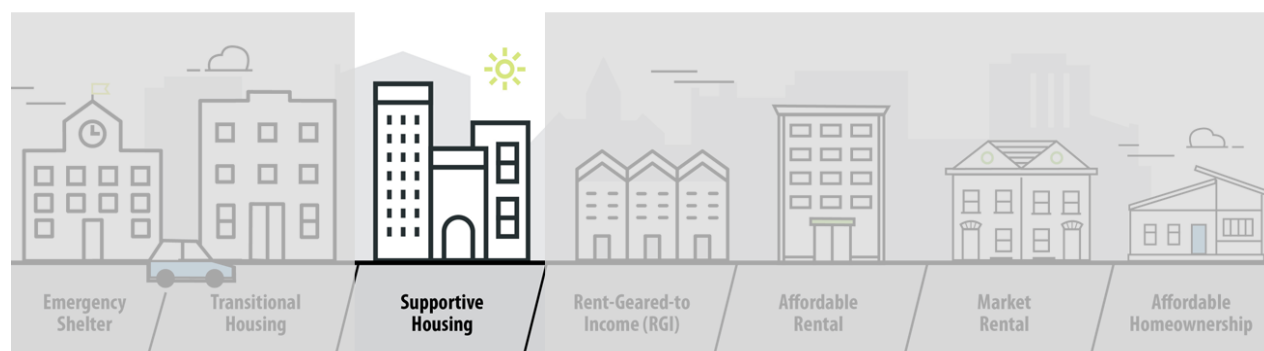 Emergency
Shelter
Transitional
Housing
Supportive
Housing
Rent-Geared-to
Income (RGI)
Affordable
Rental
Market
Rental
Affordable
Homeownership